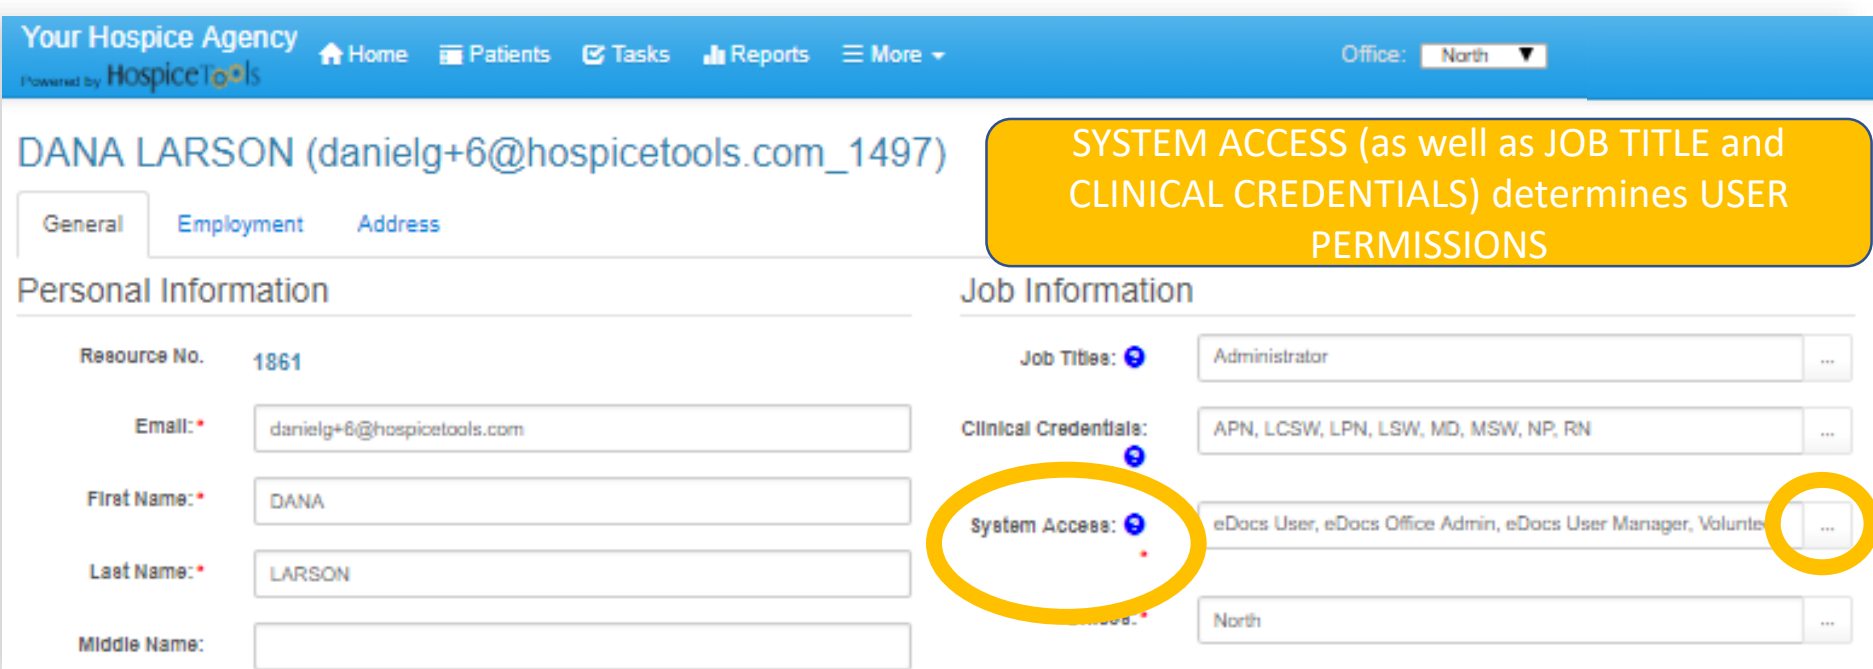 Your Hospice Agency
Powered by HospiceTools
Home Patients Tasks Reports More
Office: North
DANA LARSON (danielg+6@hospicetools.com_1497)
SYSTEM ACCESS (as well as JOB TITLE and
CLINICAL CREDENTIALS) determines USER
PERMISSIONS
General Employment Address
Personal Information
Resource No. 1861
Email:* danielg+6@hospicetools.com
First Name:* DANA
Last Name:* LARSON
Middle Name:
Job Information
Job Titles: Administrator ...
Clinical Credentials: APN, LCSW, LPN, LSW, MD, MSW, NP, RN ...
System Access: * eDocs User, eDocs Office Admin, eDocs User Manager, ...
North ...